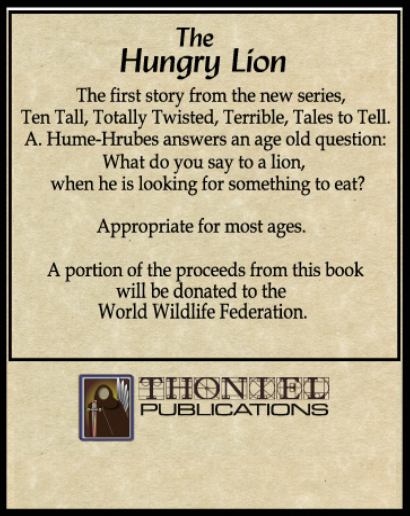 The
Hungry Lion
The first story from the new series,
Ten Tall, Totally Twisted, Terrible, Tales to Tell.
A. Hume-Hrubes answers an age old question:
What do you say to a lion,
when he is looking for something to eat?
Appropriate for most ages.
A portion of the proceeds from this book
will be donated to the
World Wildlife Federation.
THONIEL
PUBLICATIONS